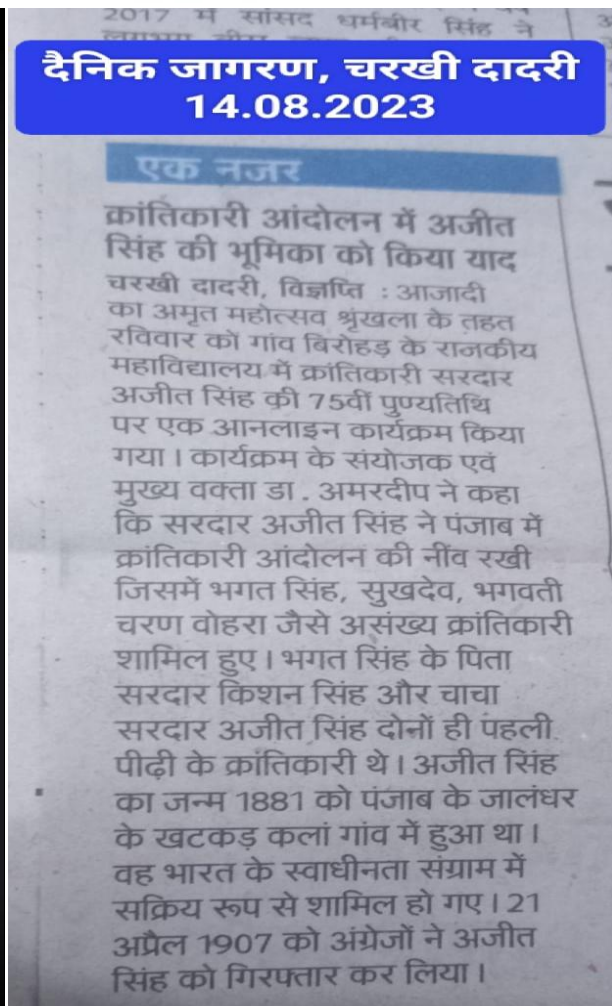 2017 में सांसद धर्मबीर सिंह ने
दैनिक जागरण, चरखी दादरी
14.08.2023
एक नजर
क्रांतिकारी आंदोलन में अजीत
सिंह की भूमिका को किया याद
चरखी दादरी, विज्ञप्ति : आजादी
का अमृत महोत्सव श्रृंखला के तहत
रविवार को गांव बिरोहड़ के राजकीय
महाविद्यालय में क्रांतिकारी सरदार
अजीत सिंह की 75वीं पुण्यतिथि
पर एक आनलाइन कार्यक्रम किया
गया। कार्यक्रम के संयोजक एवं
मुख्य वक्ता डा. अमरदीप ने कहा
कि सरदार अजीत सिंह ने पंजाब में
क्रांतिकारी आंदोलन की नींव रखी
जिसमें भगत सिंह, सुखदेव, भगवती
चरण वोहरा जैसे असंख्य क्रांतिकारी
शामिल हुए। भगत सिंह के पिता
सरदार किशन सिंह और चाचा
सरदार अजीत सिंह दोनों ही पहली
पीढ़ी के क्रांतिकारी थे। अजीत सिंह
का जन्म 1881 को पंजाब के जालंधर
के खटकड़ कलां गांव में हुआ था।
वह भारत के स्वाधीनता संग्राम में
सक्रिय रूप से शामिल हो गए। 21
अप्रैल 1907 को अंग्रेजों ने अजीत
सिंह को गिरफ्तार कर लिया।